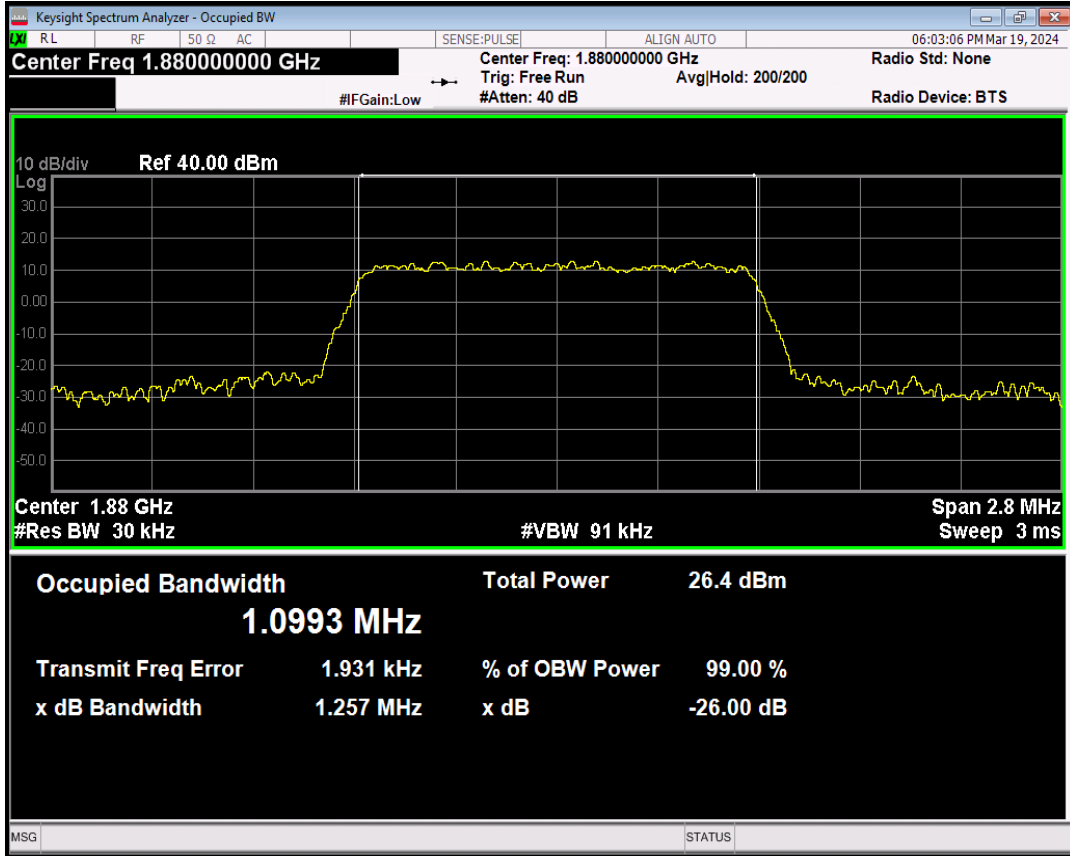 Keysight Spectrum Analyzer - Occupied BW
LXI RL RF 50 Ω AC SENSE:PULSE ALIGN AUTO 06:03:06 PM Mar 19, 2024
Center Freq 1.880000000 GHz Center Freq: 1.880000000 GHz Radio Std: None
Trig: Free Run Avg|Hold: 200/200
#IFGain:Low #Atten: 40 dB Radio Device: BTS
10 dB/div Ref 40.00 dBm
Log
30.0
20.0
10.0
0.00
-10.0
-20.0
-30.0
-40.0
-50.0
Center 1.88 GHz Span 2.8 MHz
#Res BW 30 kHz #VBW 91 kHz Sweep 3 ms
Occupied Bandwidth Total Power 26.4 dBm
1.0993 MHz
Transmit Freq Error 1.931 kHz % of OBW Power 99.00 %
x dB Bandwidth 1.257 MHz x dB -26.00 dB
MSG STATUS